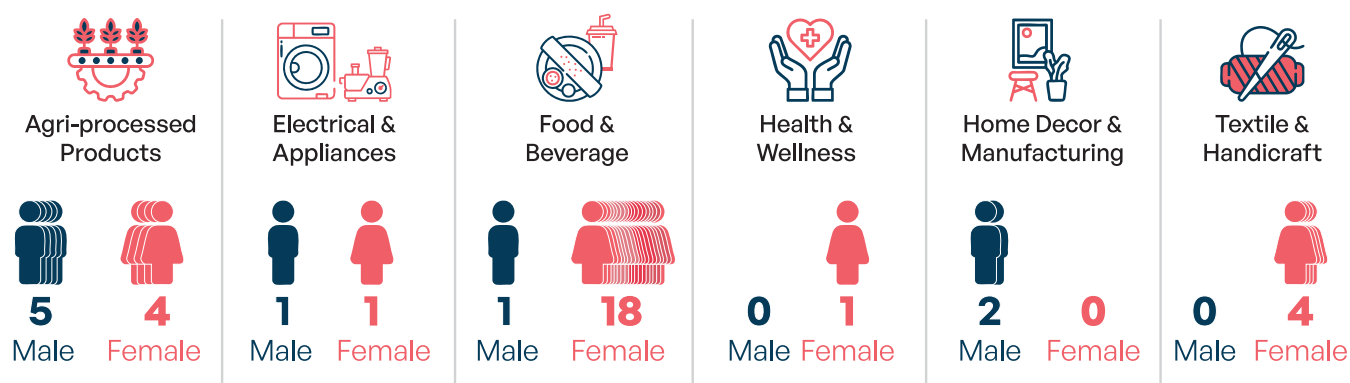 Agri-processed
Products
5
Male
4
Female
Electrical &
Appliances
1
Male
1
Female
Food &
Beverage
1
Male
18
Female
Health &
Wellness
0
Male
1
Female
Home Decor &
Manufacturing
2
Male
0
Female
Textile &
Handicraft
0
Male
4
Female